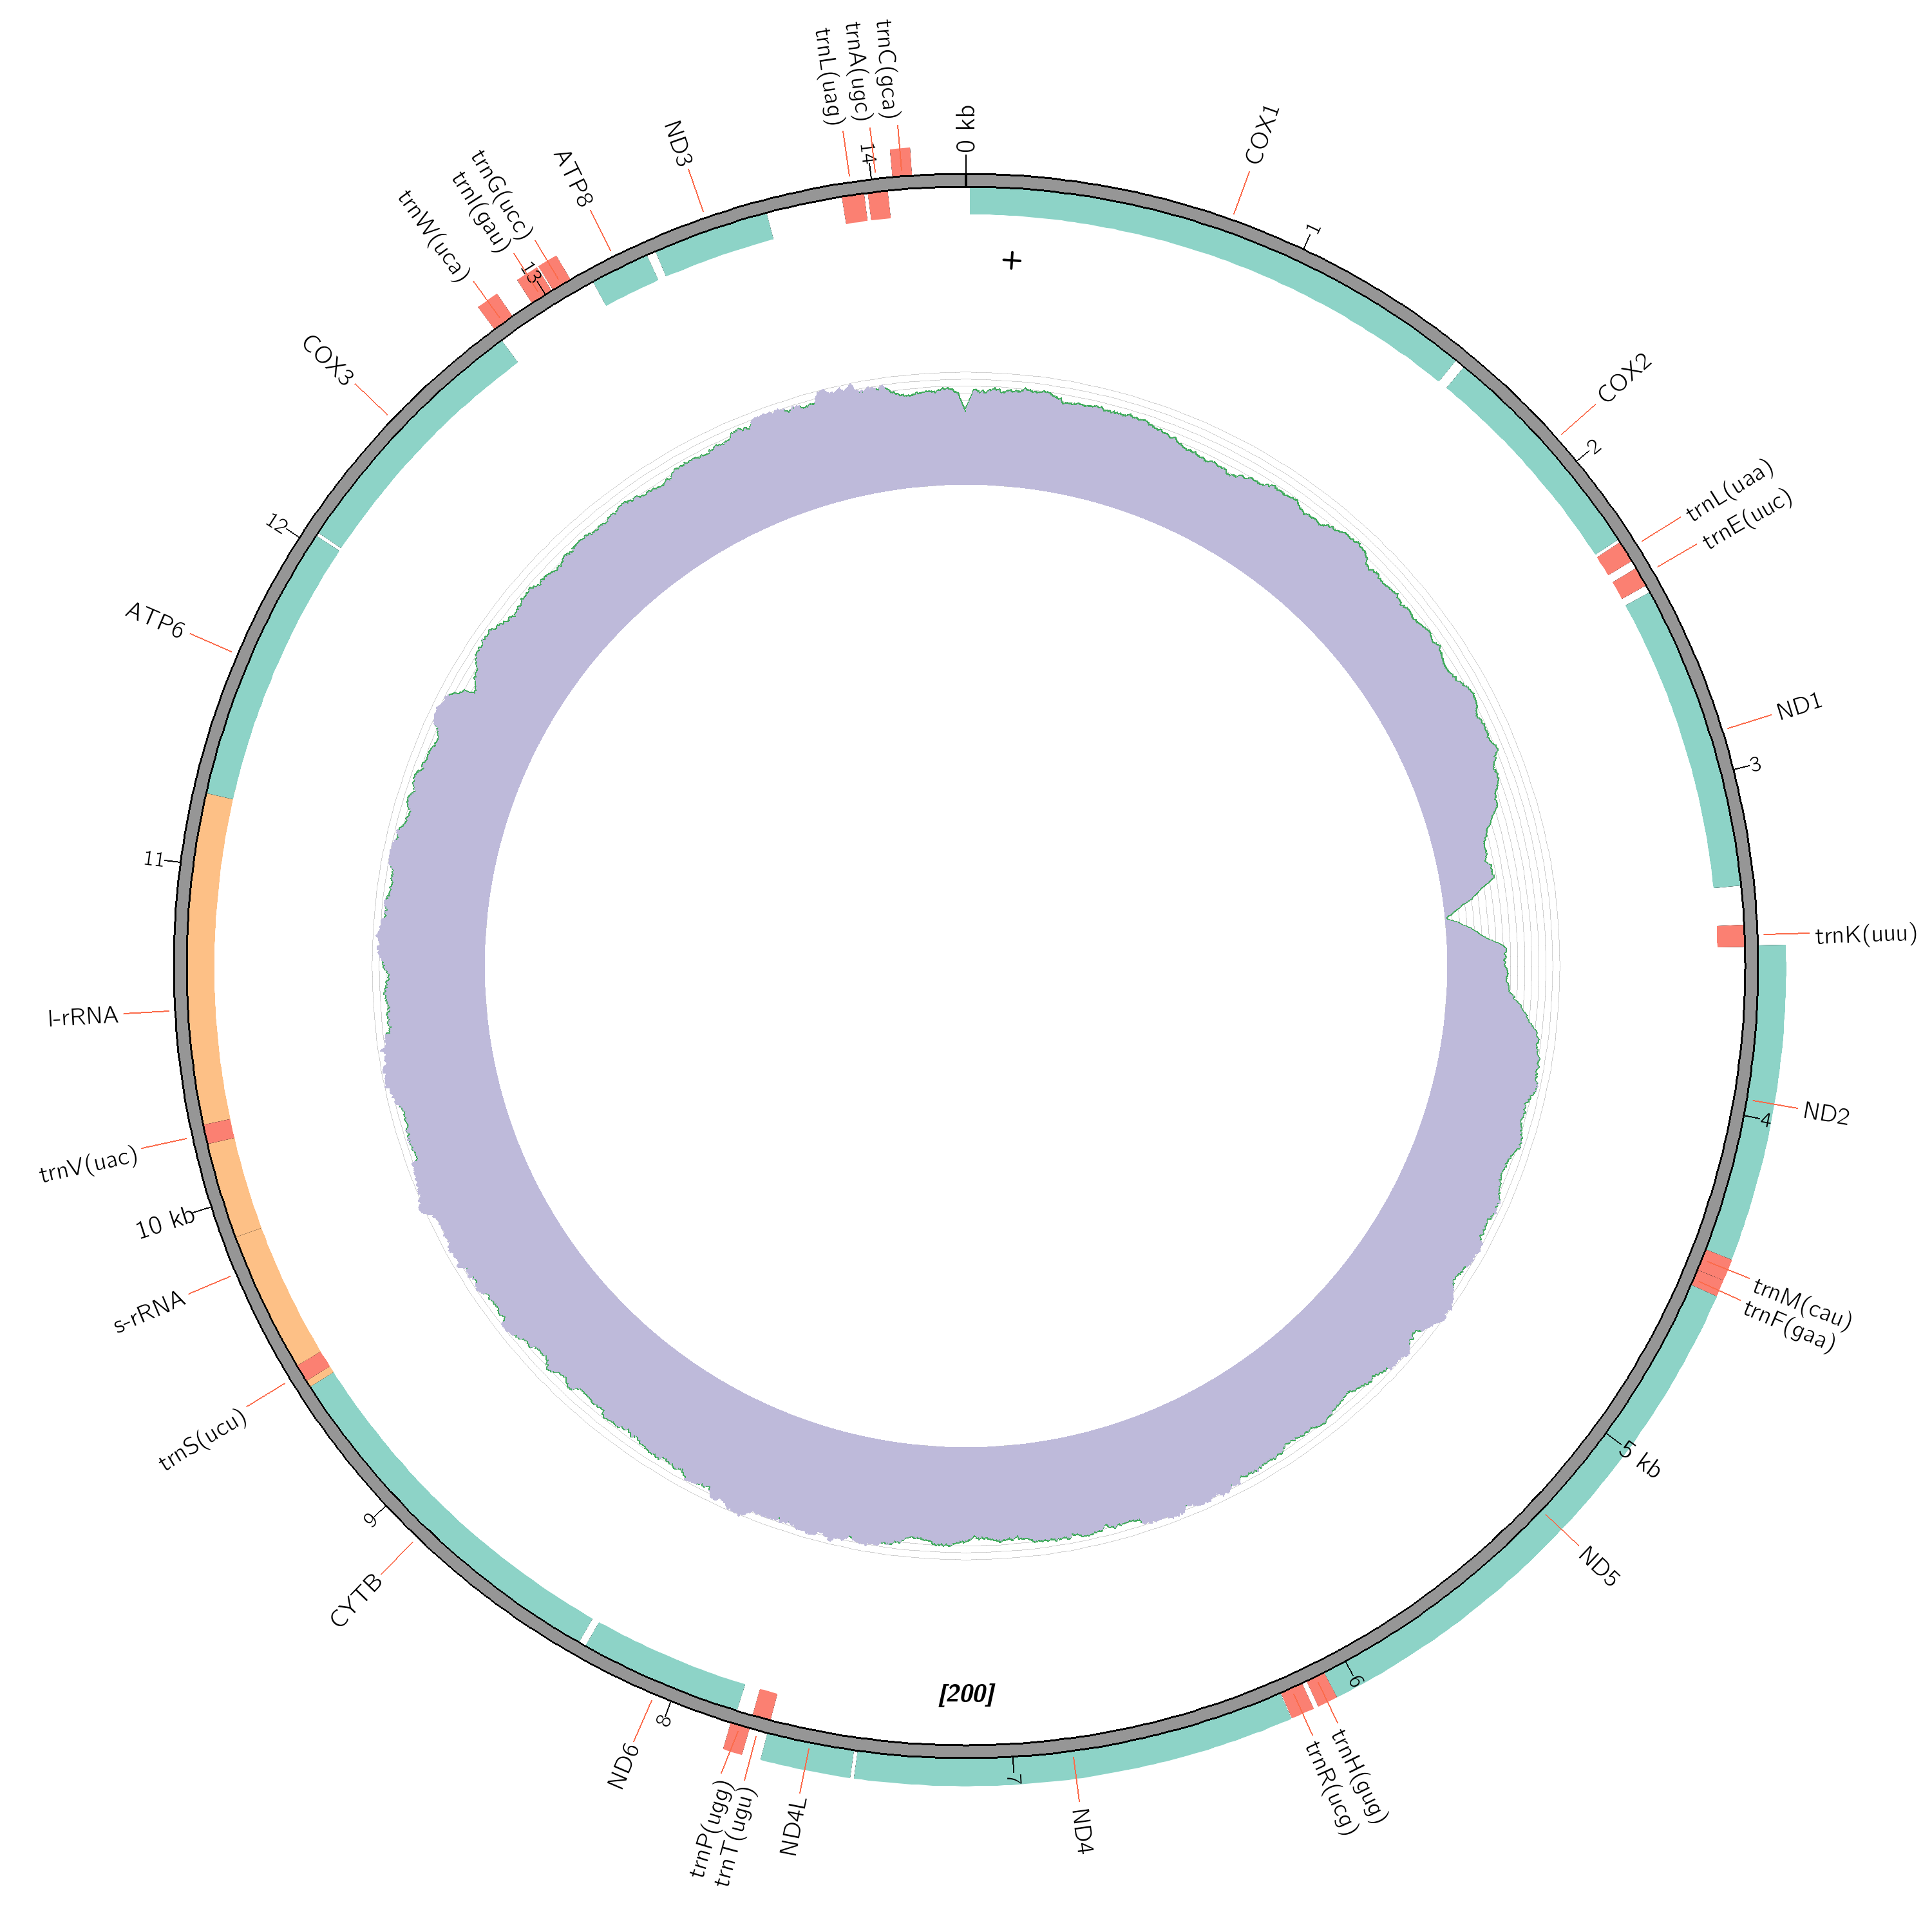 0 kb
COX1
1
COX2
2
trnL(uaa)
trnE(uuc)
ND1
3
trnK(uuu)
ND2
4
trnM(cau)
trnF(gaa)
5 kb
ND5
6
trnH(gug)
trnR(ucg)
ND4
7
ND4L
trnT(ugu)
trnP(ugg)
8
ND6
CYTB
9
trnS(ucu)
s-rRNA
10 kb
trnV(uac)
l-rRNA
11
ATP6
12
COX3
trnW(uca)
trnI(gau)
13
trnG(ucc)
ATP8
ND3
trnL(uag)
trnA(ugc)
14
trnC(gca)
+
[200]